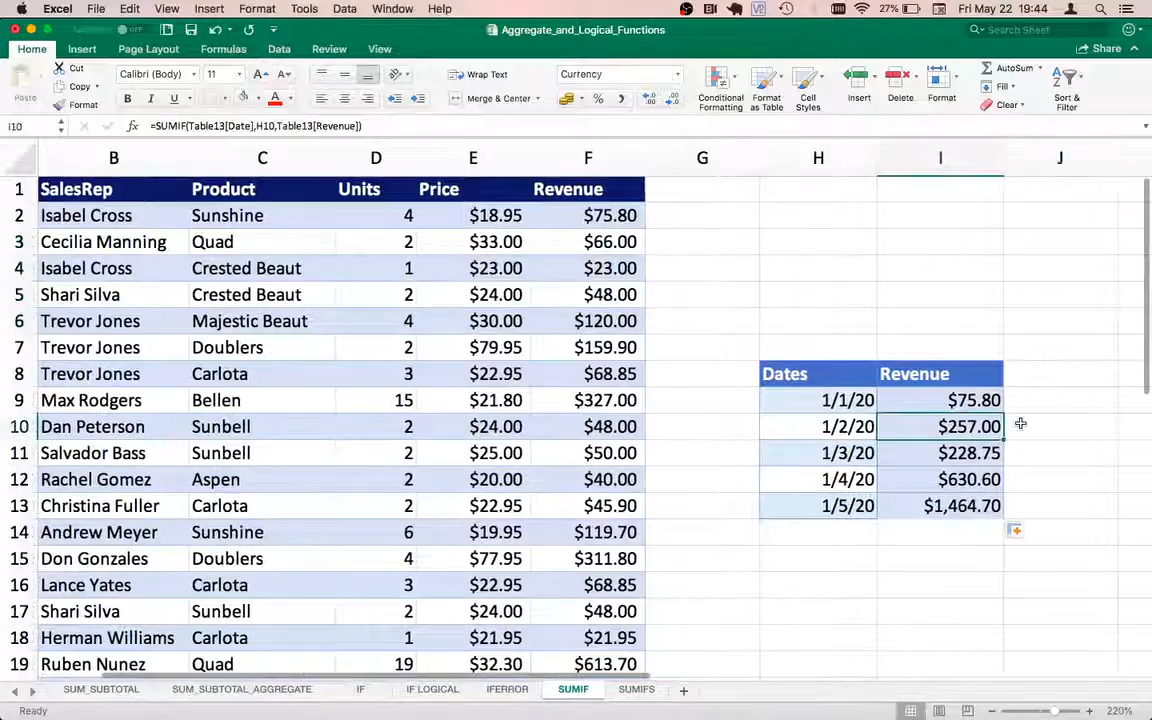 Excel File Edit View Insert Format Tools Data Window Help 27% Fri May 22 19:44
Aggregate_and_Logical_Functions
Search Sheet
Home Insert Page Layout Formulas Data Review View Share
Paste Cut Copy Format
Calibri (Body) 11
B I U A
Wrap Text
Merge & Center
Currency
Conditional Formatting
Format as Table
Cell Styles
Insert Delete Format
AutoSum Fill Clear
Sort & Filter
I10 fx =SUMIF(Table13[Date],H10,Table13[Revenue])
B C D E F G H I J
1 SalesRep Product Units Price Revenue
2 Isabel Cross Sunshine 4 $18.95 $75.80
3 Cecilia Manning Quad 2 $33.00 $66.00
4 Isabel Cross Crested Beaut 1 $23.00 $23.00
5 Shari Silva Crested Beaut 2 $24.00 $48.00
6 Trevor Jones Majestic Beaut 4 $30.00 $120.00
7 Trevor Jones Doublers 2 $79.95 $159.90
8 Trevor Jones Carlota 3 $22.95 $68.85 Dates Revenue
9 Max Rodgers Bellen 15 $21.80 $327.00 1/1/20 $75.80
10 Dan Peterson Sunbell 2 $24.00 $48.00 1/2/20 $257.00
11 Salvador Bass Sunbell 2 $25.00 $50.00 1/3/20 $228.75
12 Rachel Gomez Aspen 2 $20.00 $40.00 1/4/20 $630.60
13 Christina Fuller Carlota 2 $22.95 $45.90 1/5/20 $1,464.70
14 Andrew Meyer Sunshine 6 $19.95 $119.70
15 Don Gonzales Doublers 4 $77.95 $311.80
16 Lance Yates Carlota 3 $22.95 $68.85
17 Shari Silva Sunbell 2 $24.00 $48.00
18 Herman Williams Carlota 1 $21.95 $21.95
19 Ruben Nunez Quad 19 $32.30 $613.70
SUM_SUBTOTAL SUM_SUBTOTAL_AGGREGATE IF IF LOGICAL IFERROR SUMIF SUMIFS
Ready 220%